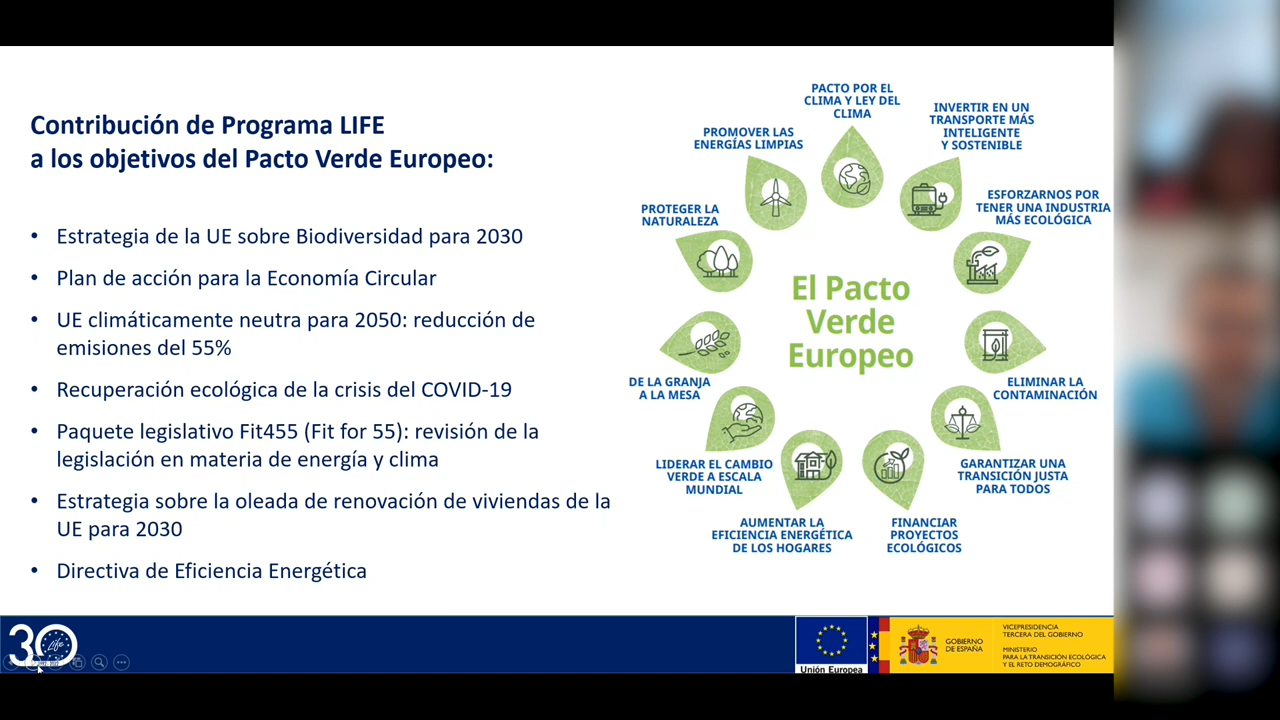 Contribución de Programa LIFE
a los objetivos del Pacto Verde Europeo:
• Estrategia de la UE sobre Biodiversidad para 2030
• Plan de acción para la Economía Circular
• UE climáticamente neutra para 2050: reducción de
emisiones del 55%
• Recuperación ecológica de la crisis del COVID-19
• Paquete legislativo Fit455 (Fit for 55): revisión de la
legislación en materia de energía y clima
• Estrategia sobre la oleada de renovación de viviendas de la
UE para 2030
• Directiva de Eficiencia Energética
PACTO POR EL
CLIMA Y LEY DEL
CLIMA
INVERTIR EN UN
TRANSPORTE MÁS
INTELIGENTE
Y SOSTENIBLE
ESFORZARNOS POR
TENER UNA INDUSTRIA
MÁS ECOLÓGICA
ELIMINAR LA
CONTAMINACIÓN
GARANTIZAR UNA
TRANSICIÓN JUSTA
PARA TODOS
FINANCIAR
PROYECTOS
ECOLÓGICOS
AUMENTAR LA
EFICIENCIA ENERGÉTICA
DE LOS HOGARES
LIDERAR EL CAMBIO
VERDE A ESCALA
MUNDIAL
DE LA GRANJA
A LA MESA
PROTEGER LA
NATURALEZA
PROMOVER LAS
ENERGÍAS LIMPIAS
El Pacto
Verde
Europeo
30
Life
Unión Europea
GOBIERNO
DE ESPAÑA
VICEPRESIDENCIA
TERCERA DEL GOBIERNO
MINISTERIO
PARA LA TRANSICIÓN ECOLÓGICA
Y EL RETO DEMOGRÁFICO